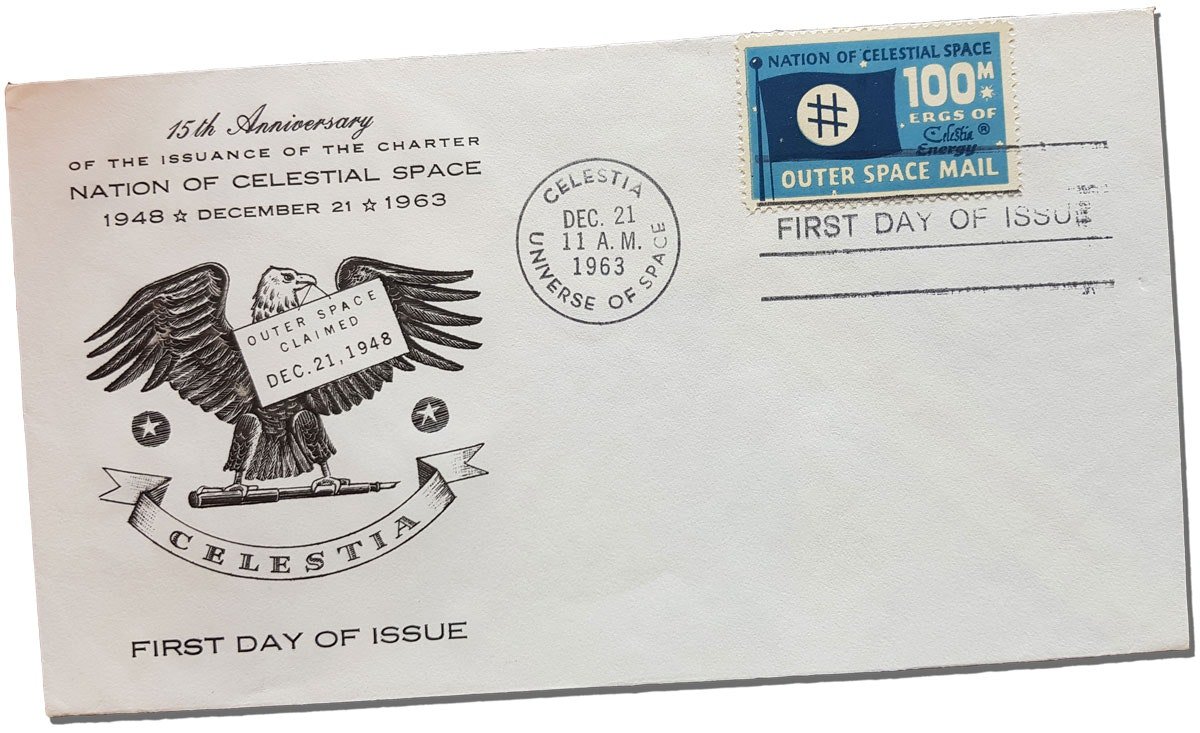 15th Anniversary
OF THE ISSUANCE OF THE CHARTER
NATION OF CELESTIAL SPACE
1948 ☆ DECEMBER 21 ☆ 1963
OUTER SPACE
CLAIMED
DEC. 21, 1948
CELESTIA
FIRST DAY OF ISSUE
CELESTIA
DEC. 21
11 A. M.
1963
UNIVERSE OF SPACE
NATION OF CELESTIAL SPACE
100M
ERGS OF
Celestia ®
Energy
OUTER SPACE MAIL
FIRST DAY OF ISSUE